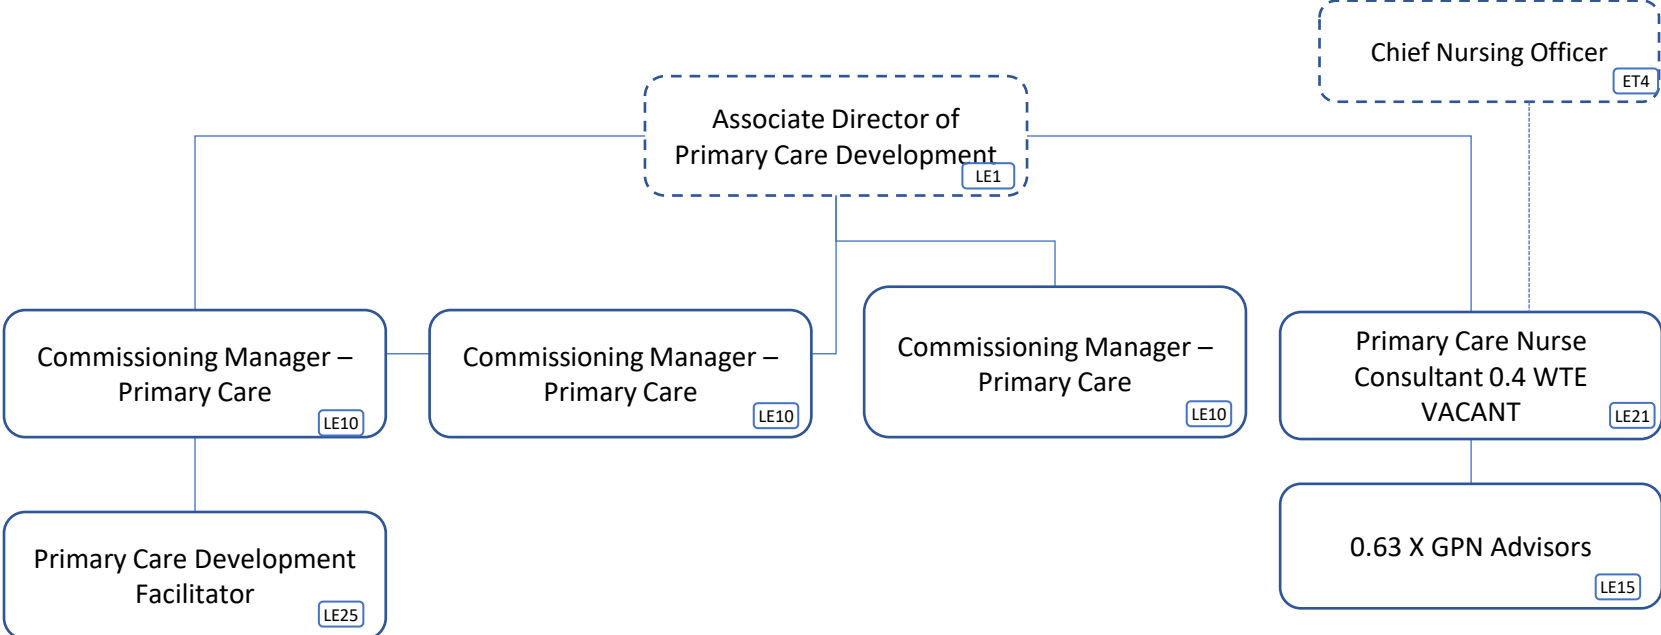 Chief Nursing Officer
ET4
Associate Director of
Primary Care Development
LE1
Commissioning Manager –
Primary Care
LE10
Commissioning Manager –
Primary Care
LE10
Commissioning Manager –
Primary Care
LE10
Primary Care Nurse
Consultant 0.4 WTE
VACANT
LE21
Primary Care Development
Facilitator
LE25
0.63 X GPN Advisors
LE15